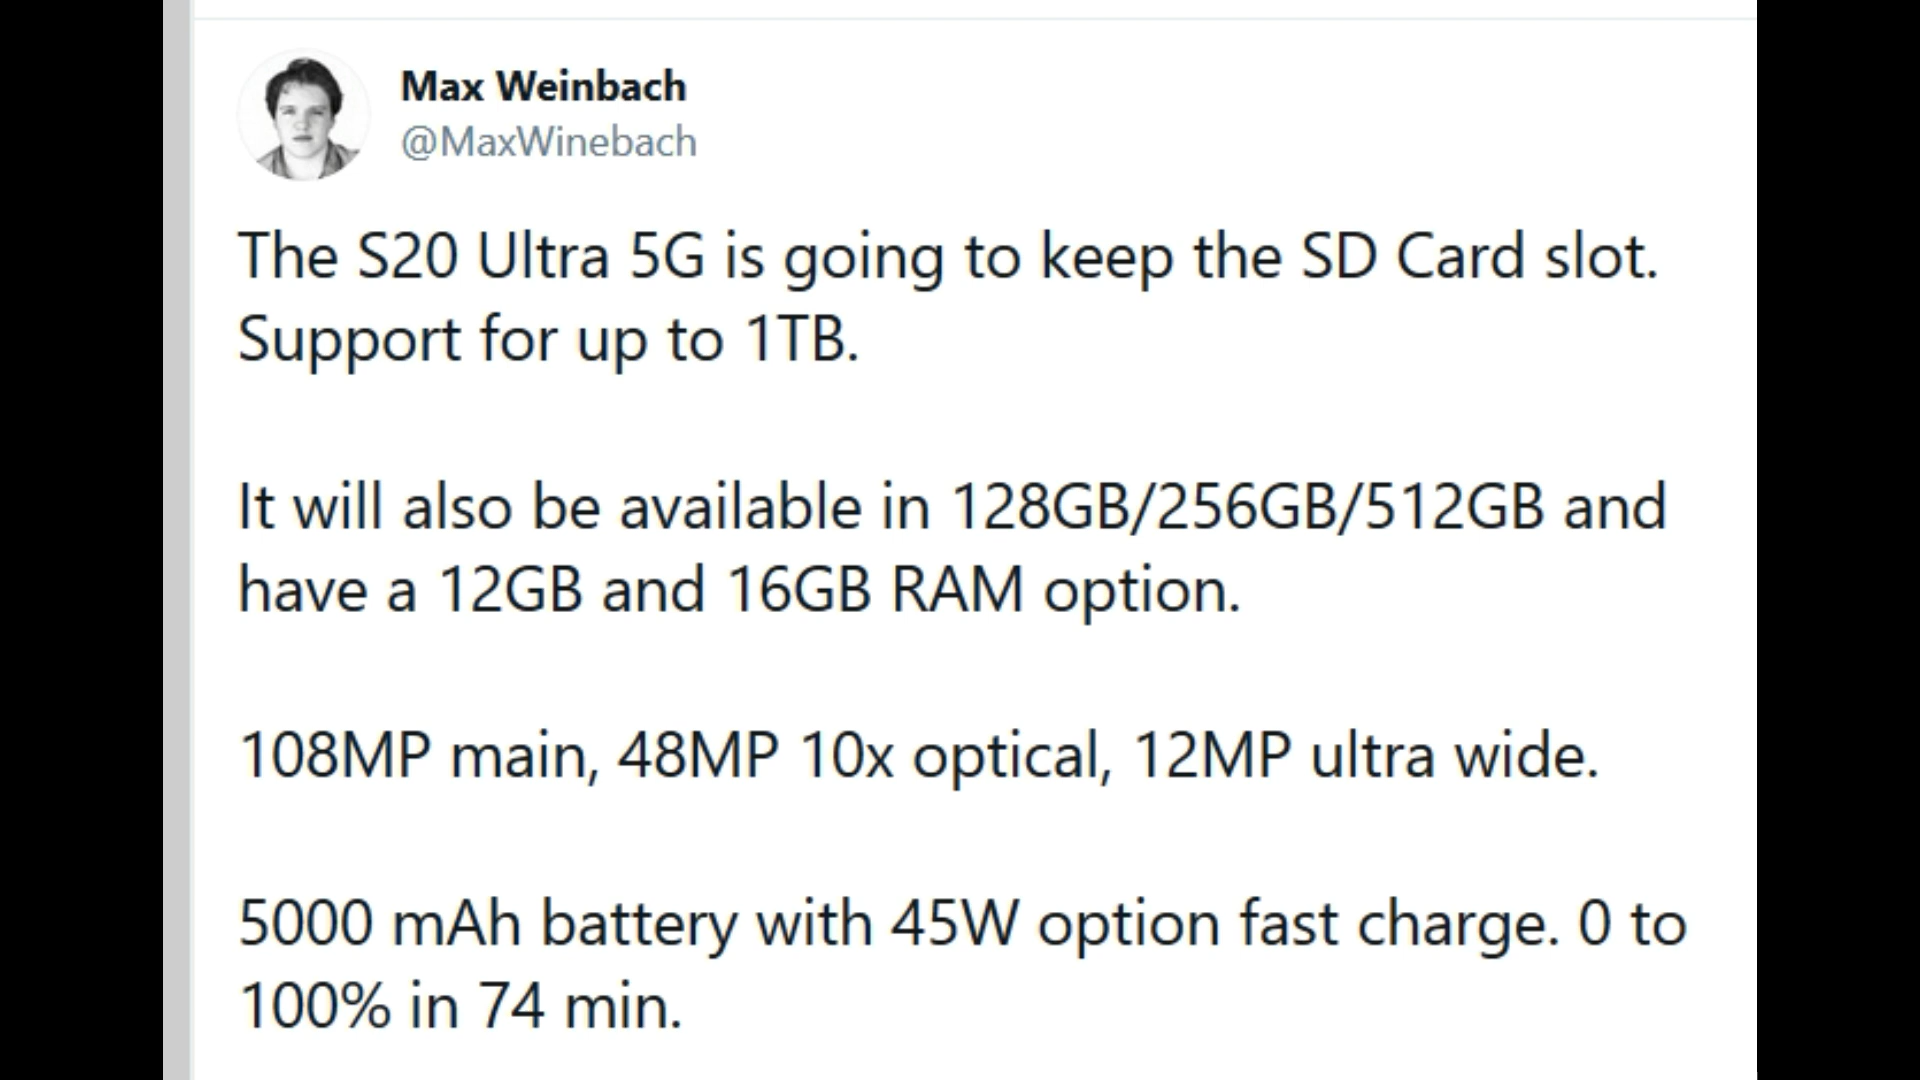 Max Weinbach
@MaxWinebach
The S20 Ultra 5G is going to keep the SD Card slot.
Support for up to 1TB.
It will also be available in 128GB/256GB/512GB and
have a 12GB and 16GB RAM option.
108MP main, 48MP 10x optical, 12MP ultra wide.
5000 mAh battery with 45W option fast charge. 0 to
100% in 74 min.